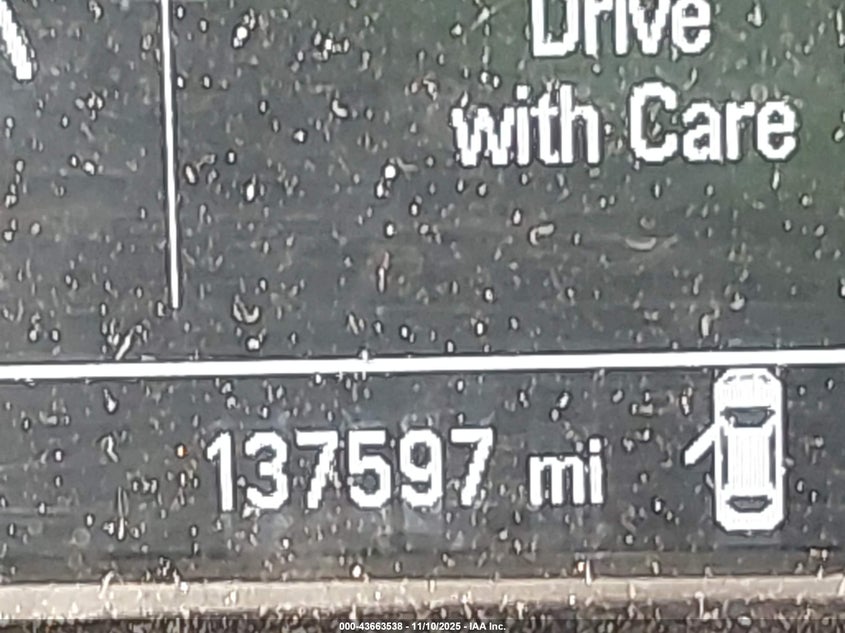 Drive
with Care
137597 mi
000-43663538 - 11/10/2025 - IAA Inc.